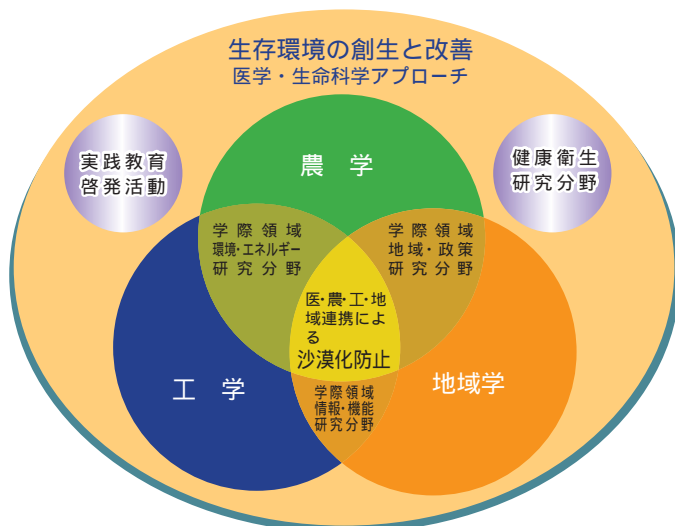 生存環境の創生と改善
医学・生命科学アプローチ
実践教育
啓発活動
健康衛生
研究分野
農　学
学際領域
環境・エネルギー
研究分野
学際領域
地域・政策
研究分野
医・農・工・地
域連携によ
る
沙漠化防止
工　学
地域学
学際領域
情報・機能
研究分野